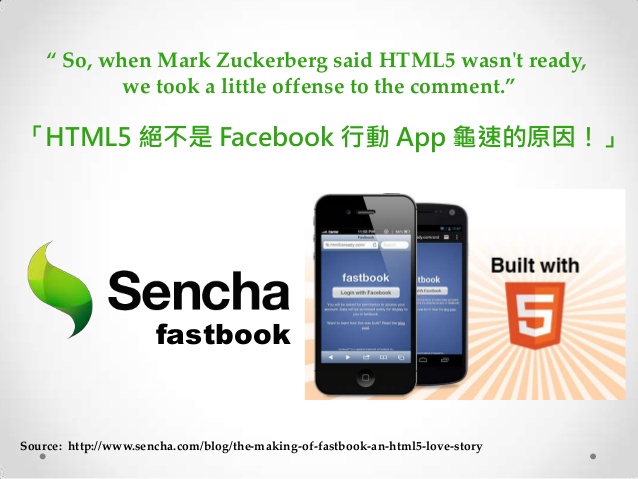 “ So, when Mark Zuckerberg said HTML5 wasn't ready,
we took a little offense to the comment.”
「HTML5 絕不是 Facebook 行動 App 龜速的原因！」
Sencha
fastbook
fastbook
Login with Facebook
Built with
5
Source: http://www.sencha.com/blog/the-making-of-fastbook-an-html5-love-story